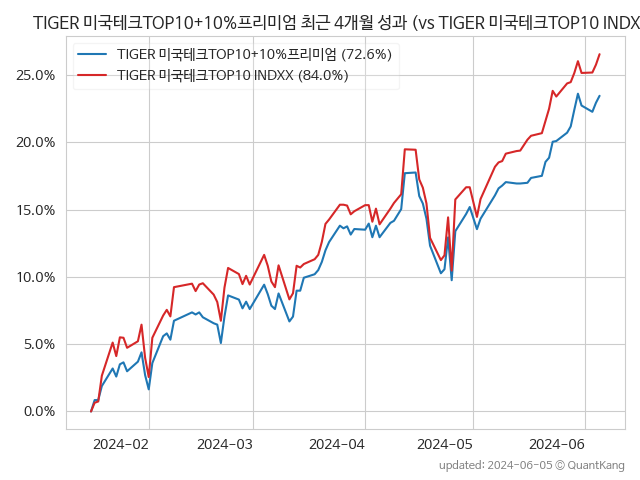 TIGER 미국테크TOP10+10%프리미엄 최근 4개월 성과 (vs TIGER 미국테크TOP10 INDX
TIGER 미국테크TOP10+10%프리미엄 (72.6%)
TIGER 미국테크TOP10 INDXX (84.0%)
25.0%
20.0%
15.0%
10.0%
5.0%
0.0%
2024-02 2024-03 2024-04 2024-05 2024-06
updated: 2024-06-05 © QuantKang